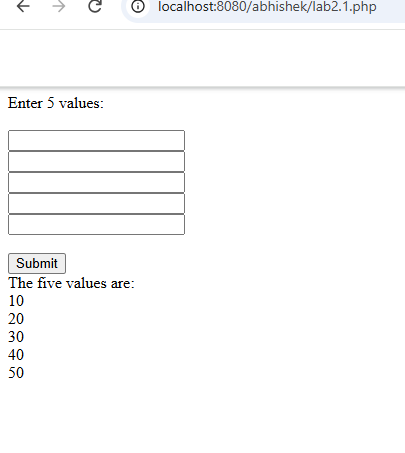 localhost:8080/abhishek/lab2.1.php
Enter 5 values:
Submit
The five values are:
10
20
30
40
50